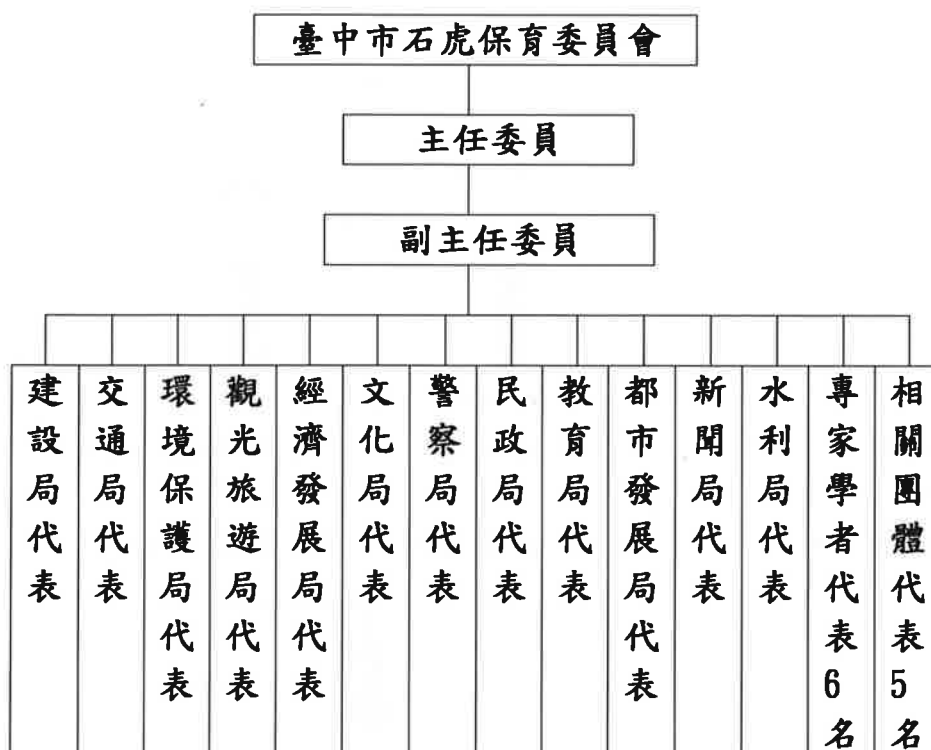 臺中市石虎保育委員會
主任委員
副主任委員
建設局代表
交通局代表
環境保護局代表
觀光旅遊局代表
經濟發展局代表
文化局代表
警察局代表
民政局代表
教育局代表
都市發展局代表
新聞局代表
水利局代表
專家學者代表6名
相關團體代表5名